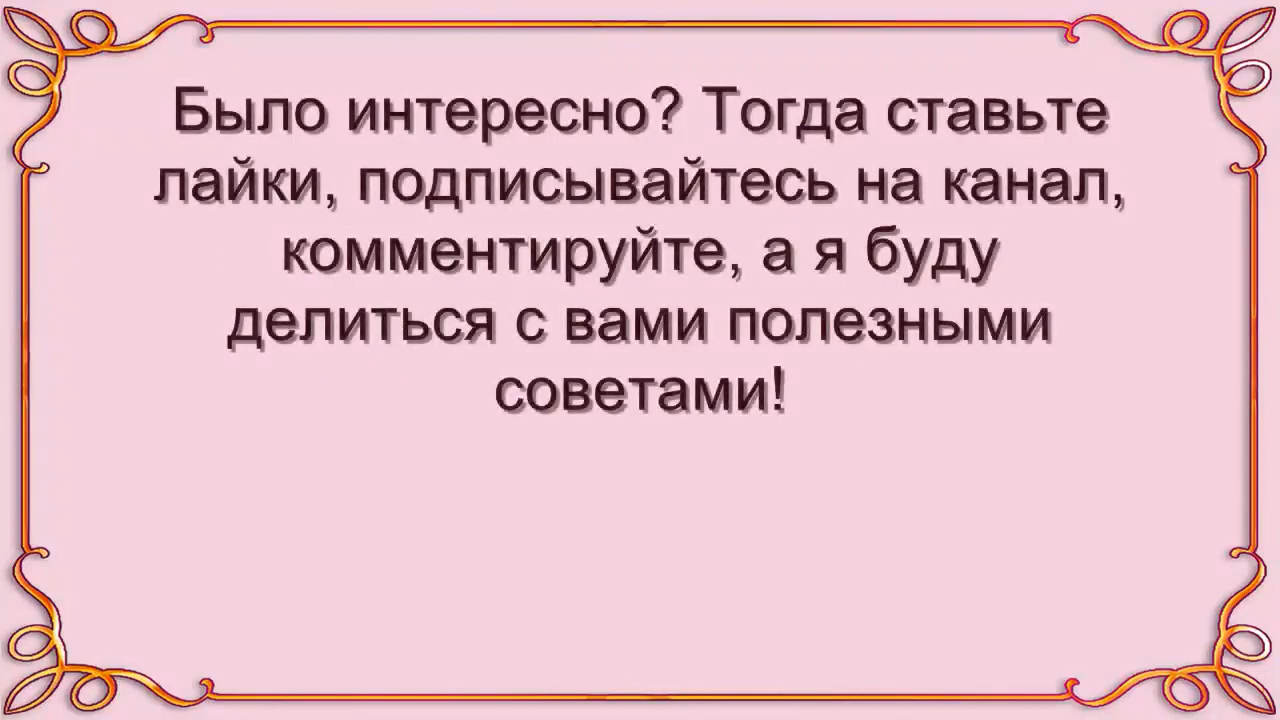 Было интересно? Тогда ставьте
лайки, подписывайтесь на канал,
комментируйте, а я буду
делиться с вами полезными
советами!